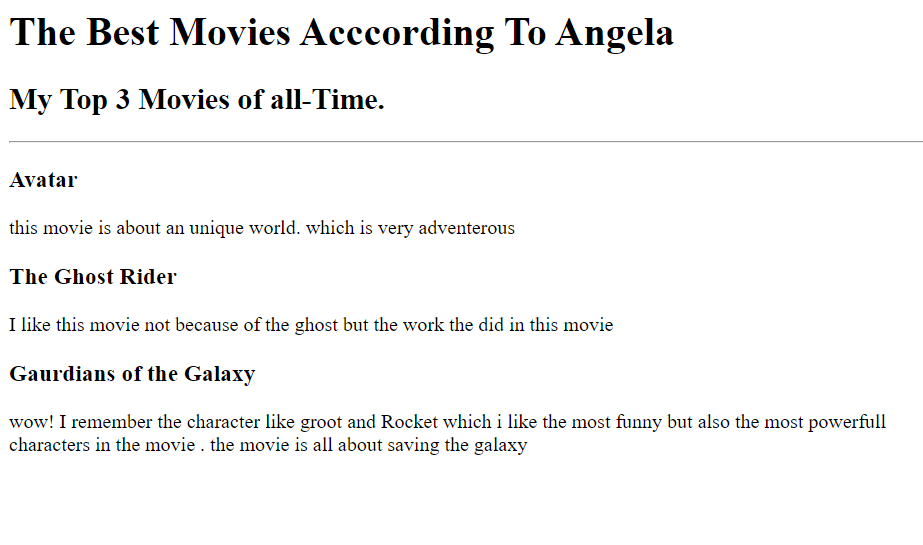 The Best Movies Acccording To Angela
My Top 3 Movies of all-Time.
Avatar
this movie is about an unique world. which is very adventerous
The Ghost Rider
I like this movie not because of the ghost but the work the did in this movie
Gaurdians of the Galaxy
wow! I remember the character like groot and Rocket which i like the most funny but also the most powerfull
characters in the movie . the movie is all about saving the galaxy